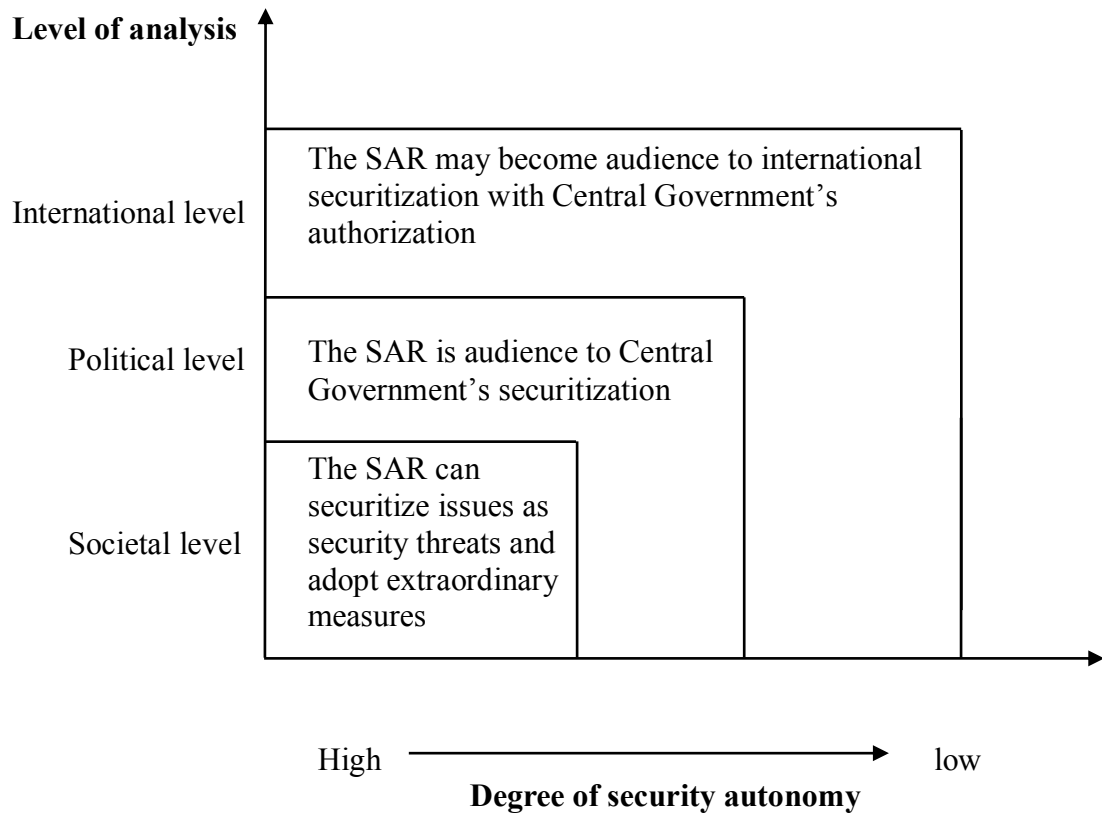 Level of analysis
The SAR may become audience to international
securitization with Central Government’s
authorization
International level
The SAR is audience to Central
Government’s securitization
Political level
The SAR can
securitize issues as
security threats and
adopt extraordinary
measures
Societal level
High
low
Degree of security autonomy